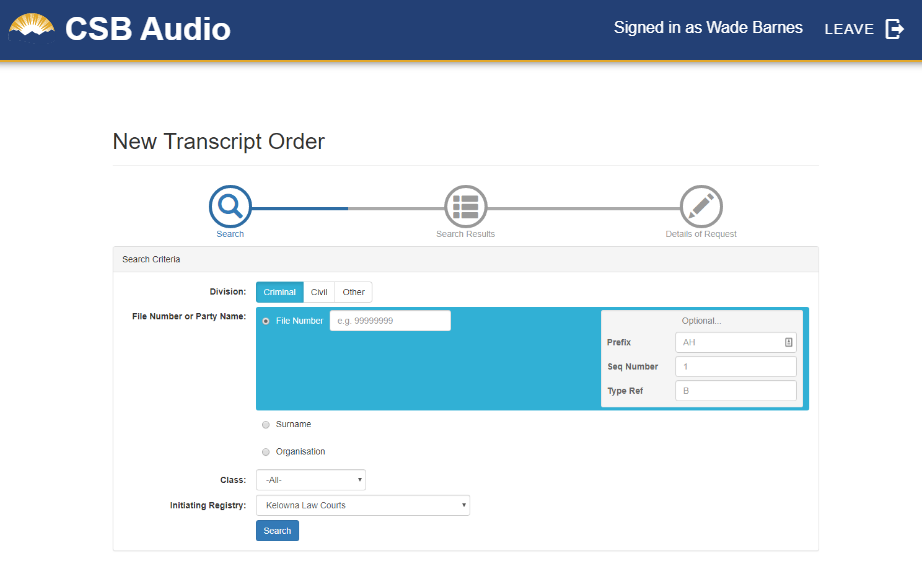 CSB Audio
Signed in as Wade Barnes LEAVE
New Transcript Order
Search Search Results Details of Request
Search Criteria
Division: Criminal Civil Other
File Number or Party Name: File Number e.g. 99999999
Optional...
Prefix AH
Seq Number 1
Type Ref B
Surname
Organisation
Class: -All-
Initiating Registry: Kelowna Law Courts
Search